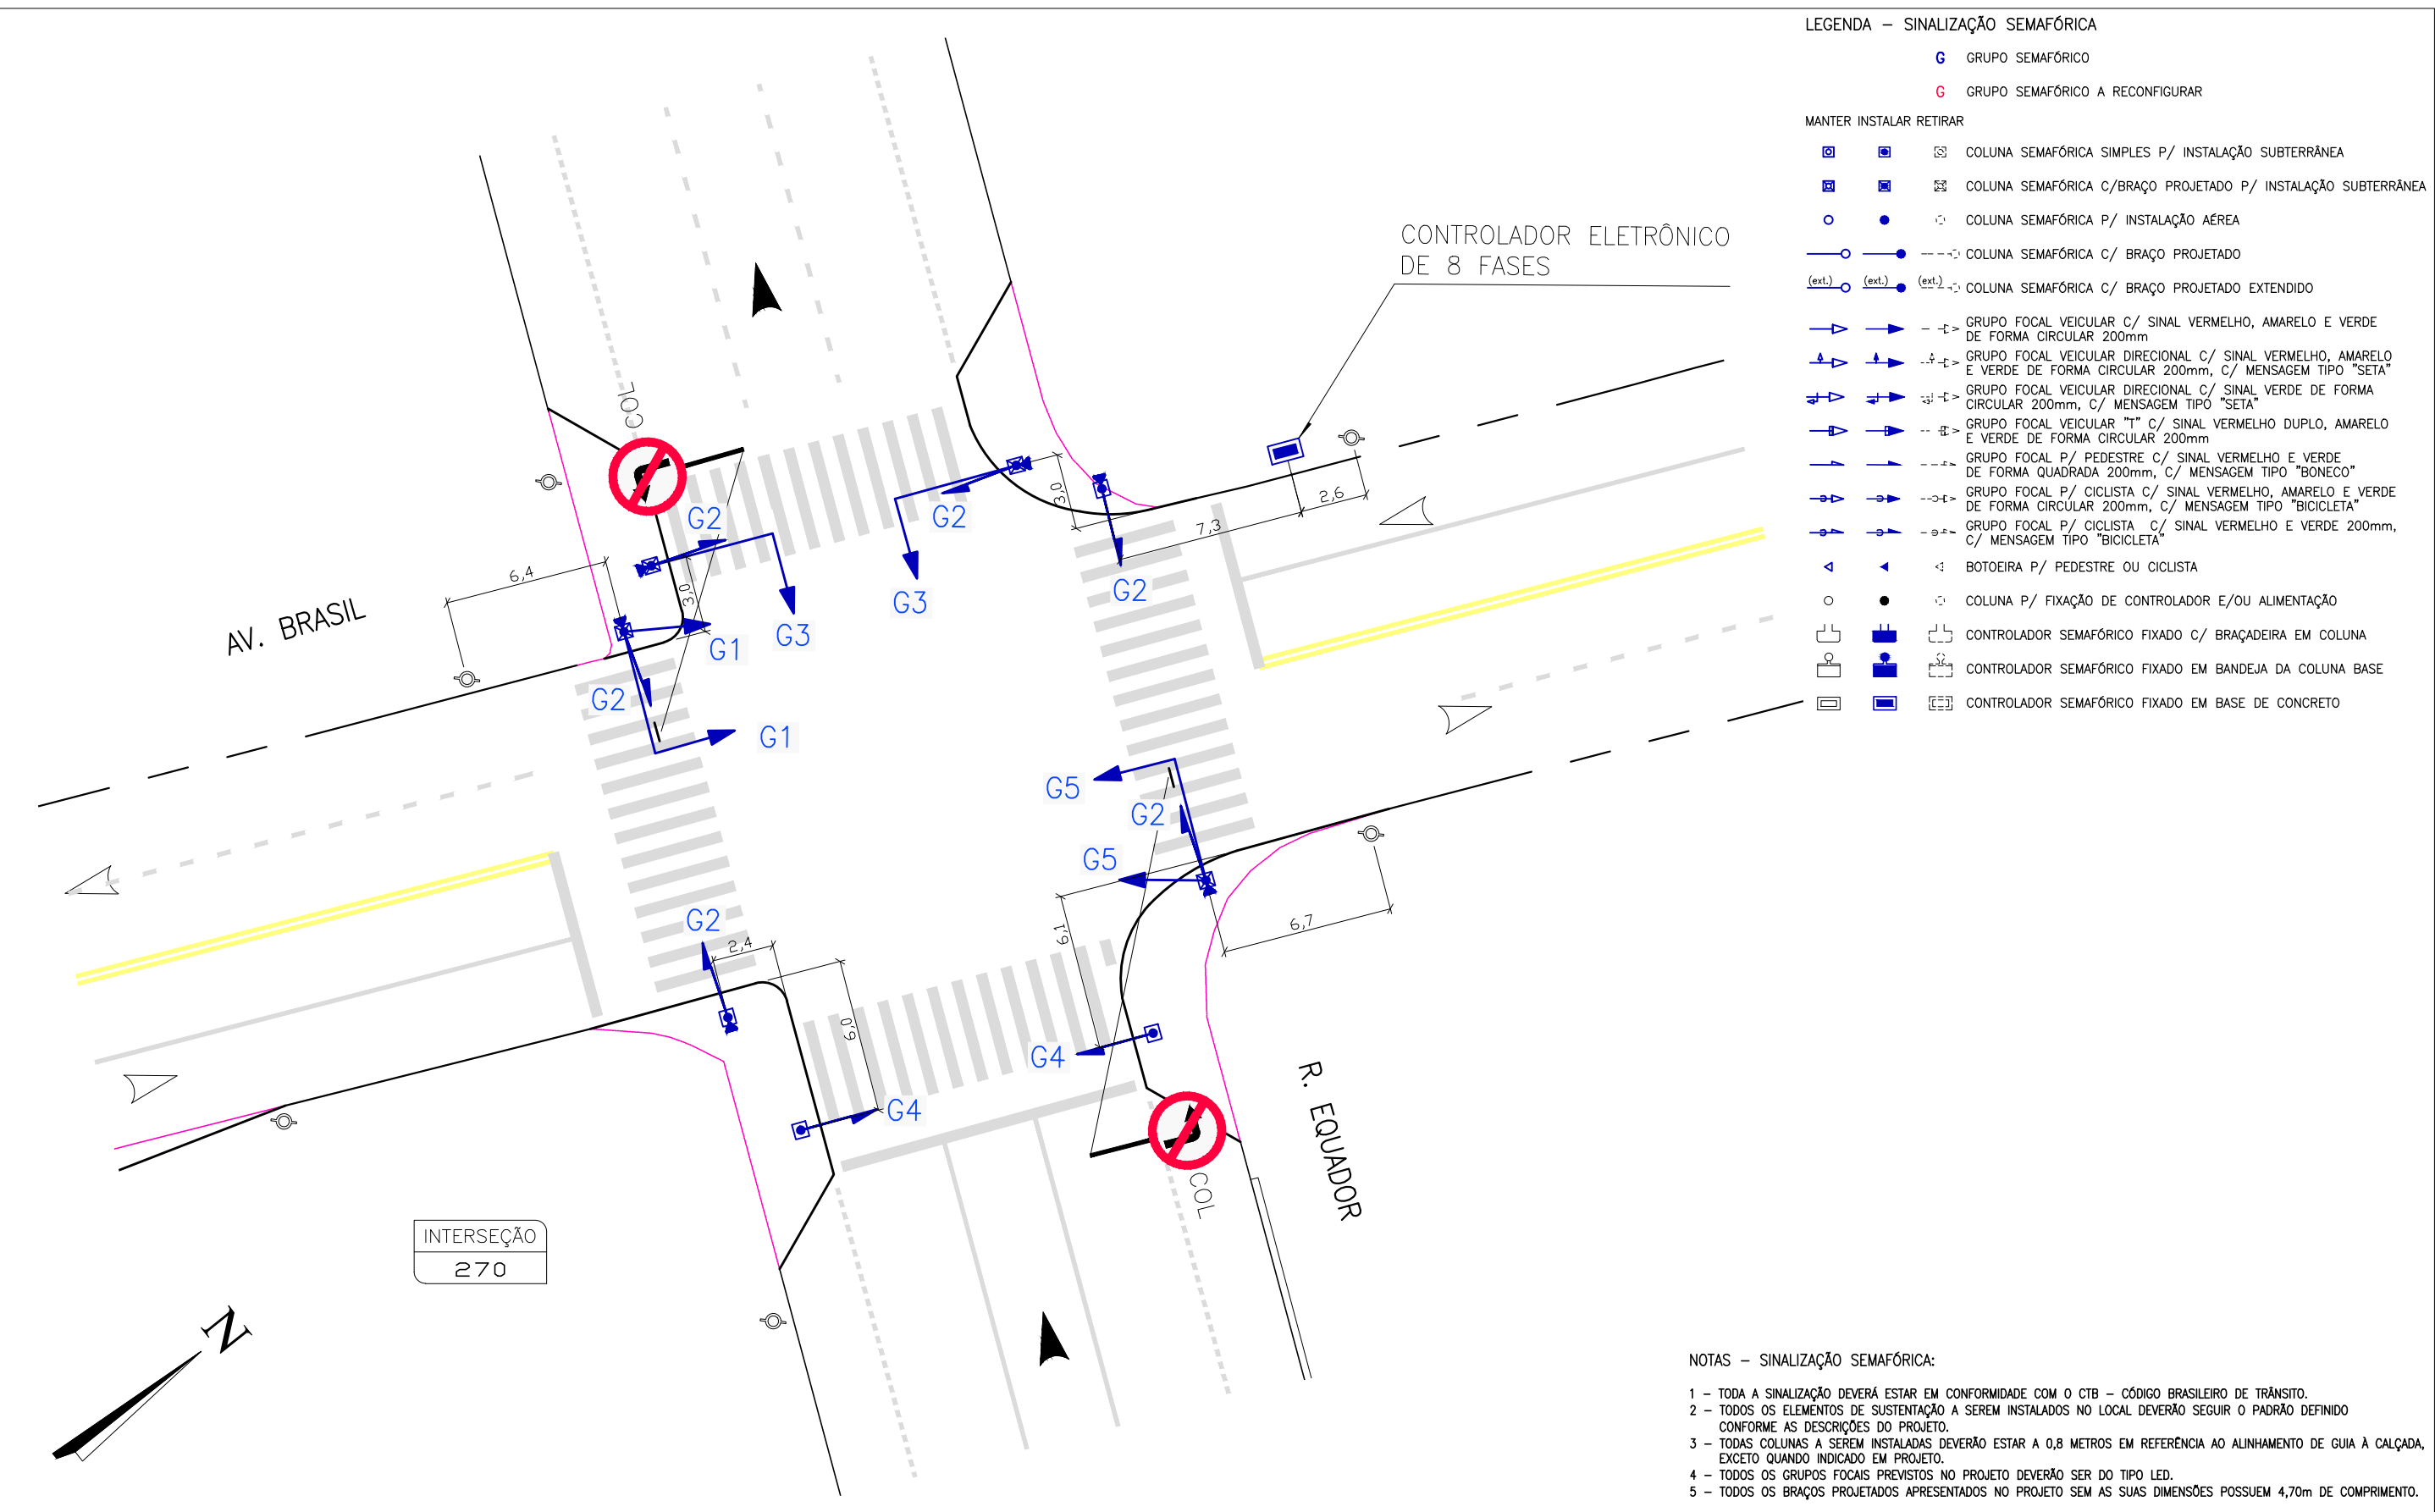 LEGENDA – SINALIZAÇÃO SEMAFÓRICA
G GRUPO SEMAFÓRICO
G GRUPO SEMAFÓRICO A RECONFIGURAR
MANTER INSTALAR RETIRAR
COLUNA SEMAFÓRICA SIMPLES P/ INSTALAÇÃO SUBTERRÂNEA
COLUNA SEMAFÓRICA C/BRAÇO PROJETADO P/ INSTALAÇÃO SUBTERRÂNEA
COLUNA SEMAFÓRICA P/ INSTALAÇÃO AÉREA
COLUNA SEMAFÓRICA C/ BRAÇO PROJETADO
(ext.) (ext.) (ext.) COLUNA SEMAFÓRICA C/ BRAÇO PROJETADO EXTENDIDO
GRUPO FOCAL VEICULAR C/ SINAL VERMELHO, AMARELO E VERDE
DE FORMA CIRCULAR 200mm
GRUPO FOCAL VEICULAR DIRECIONAL C/ SINAL VERMELHO, AMARELO
E VERDE DE FORMA CIRCULAR 200mm, C/ MENSAGEM TIPO "SETA"
GRUPO FOCAL VEICULAR DIRECIONAL C/ SINAL VERDE DE FORMA
CIRCULAR 200mm, C/ MENSAGEM TIPO "SETA"
GRUPO FOCAL VEICULAR "T" C/ SINAL VERMELHO DUPLO, AMARELO
E VERDE DE FORMA CIRCULAR 200mm
GRUPO FOCAL P/ PEDESTRE C/ SINAL VERMELHO E VERDE
DE FORMA QUADRADA 200mm, C/ MENSAGEM TIPO "BONECO"
GRUPO FOCAL P/ CICLISTA C/ SINAL VERMELHO, AMARELO E VERDE
DE FORMA CIRCULAR 200mm, C/ MENSAGEM TIPO "BICICLETA"
GRUPO FOCAL P/ CICLISTA C/ SINAL VERMELHO E VERDE 200mm,
C/ MENSAGEM TIPO "BICICLETA"
BOTOEIRA P/ PEDESTRE OU CICLISTA
COLUNA P/ FIXAÇÃO DE CONTROLADOR E/OU ALIMENTAÇÃO
CONTROLADOR SEMAFÓRICO FIXADO C/ BRAÇADEIRA EM COLUNA
CONTROLADOR SEMAFÓRICO FIXADO EM BANDEJA DA COLUNA BASE
CONTROLADOR SEMAFÓRICO FIXADO EM BASE DE CONCRETO
CONTROLADOR ELETRÔNICO
DE 8 FASES
COL
G2
G2
3,0
2,6
7,3
6,4
3,0
G3
G3
G2
G1
AV. BRASIL
G2
G1
G5
G2
G5
G2
2,4
6,1
6,7
6,0
G4
G4
COL
R. EQUADOR
INTERSEÇÃO
270
N
NOTAS – SINALIZAÇÃO SEMAFÓRICA:
1 – TODA A SINALIZAÇÃO DEVERÁ ESTAR EM CONFORMIDADE COM O CTB – CÓDIGO BRASILEIRO DE TRÂNSITO.
2 – TODOS OS ELEMENTOS DE SUSTENTAÇÃO A SEREM INSTALADOS NO LOCAL DEVERÃO SEGUIR O PADRÃO DEFINIDO
CONFORME AS DESCRIÇÕES DO PROJETO.
3 – TODAS COLUNAS A SEREM INSTALADAS DEVERÃO ESTAR A 0,8 METROS EM REFERÊNCIA AO ALINHAMENTO DE GUIA À CALÇADA,
EXCETO QUANDO INDICADO EM PROJETO.
4 – TODOS OS GRUPOS FOCAIS PREVISTOS NO PROJETO DEVERÃO SER DO TIPO LED.
5 – TODOS OS BRAÇOS PROJETADOS APRESENTADOS NO PROJETO SEM AS SUAS DIMENSÕES POSSUEM 4,70m DE COMPRIMENTO.